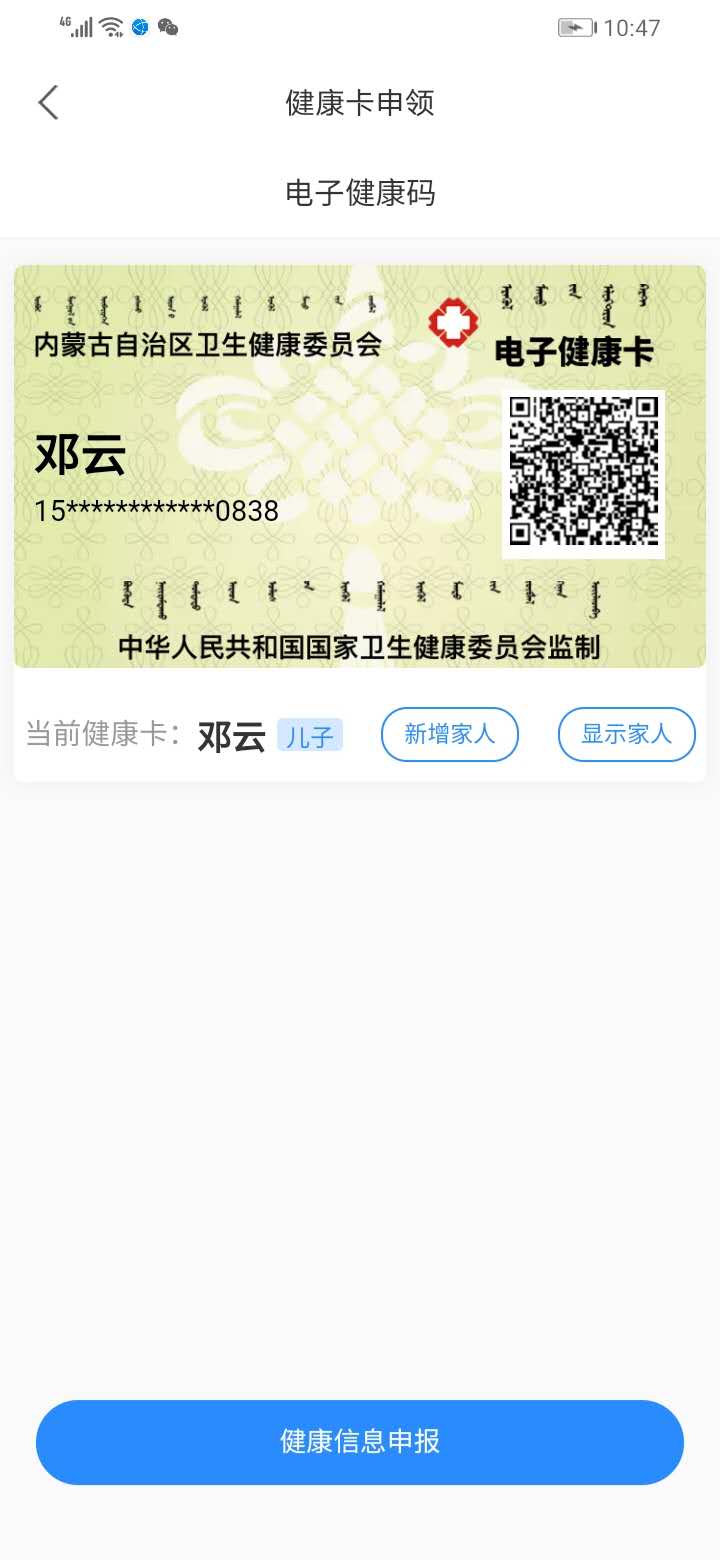 4G 10:47
健康卡申领
电子健康码
内蒙古自治区卫生健康委员会
电子健康卡
邓云
15************0838
中华人民共和国国家卫生健康委员会监制
当前健康卡: 邓云 儿子 新增家人 显示家人
健康信息申报